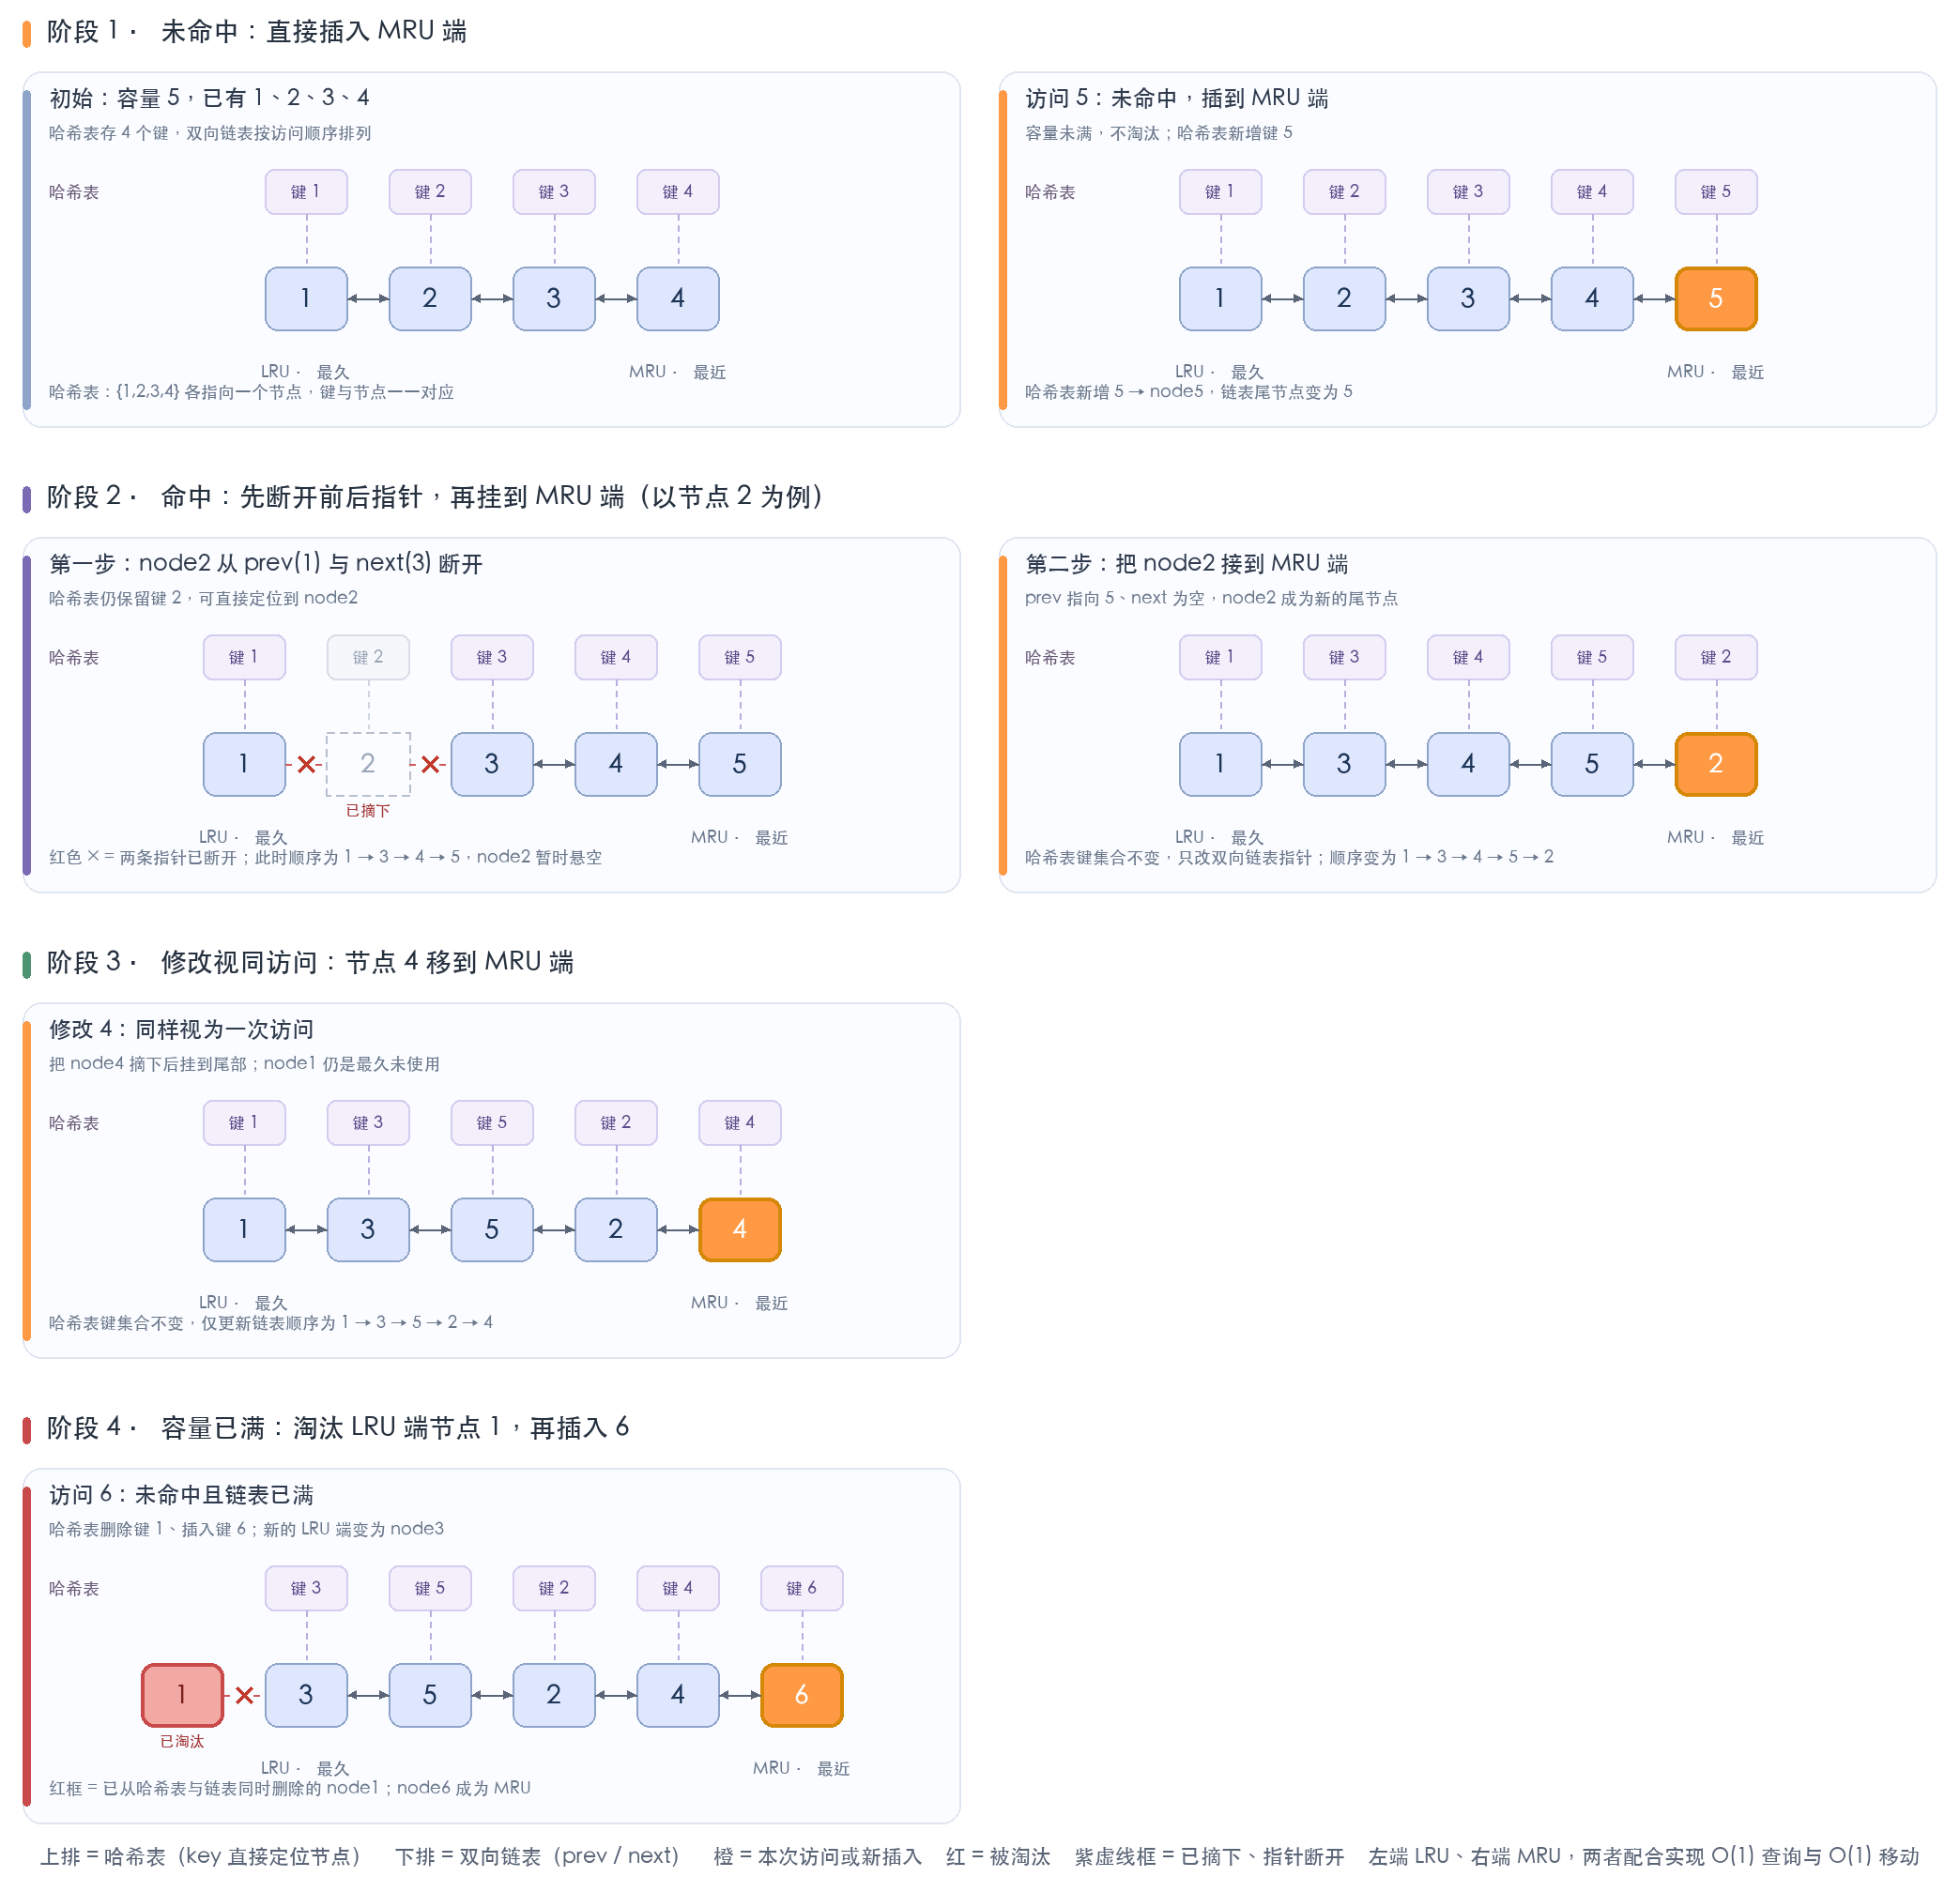 阶段 1 · 未命中：直接插入 MRU 端
初始：容量 5，已有 1、2、3、4
哈希表存 4 个键，双向链表按访问顺序排列
哈希表
键 1 键 2 键 3 键 4
1 2 3 4
LRU · 最久 MRU · 最近
哈希表：{1,2,3,4} 各指向一个节点，键与节点一一对应
访问 5：未命中，插到 MRU 端
容量未满，不淘汰；哈希表新增键 5
哈希表
键 1 键 2 键 3 键 4 键 5
1 2 3 4 5
LRU · 最久 MRU · 最近
哈希表新增 5 → node5，链表尾节点变为 5
阶段 2 · 命中：先断开前后指针，再挂到 MRU 端（以节点 2 为例）
第一步：node2 从 prev(1) 与 next(3) 断开
哈希表仍保留键 2，可直接定位到 node2
哈希表
键 1 键 2 键 3 键 4 键 5
1 2 3 4 5
已摘下
LRU · 最久 MRU · 最近
红色 × = 两条指针已断开；此时顺序为 1 → 3 → 4 → 5，node2 暂时悬空
第二步：把 node2 接到 MRU 端
prev 指向 5、next 为空，node2 成为新的尾节点
哈希表
键 1 键 3 键 4 键 5 键 2
1 3 4 5 2
LRU · 最久 MRU · 最近
哈希表键集合不变，只改双向链表指针；顺序变为 1 → 3 → 4 → 5 → 2
阶段 3 · 修改视同访问：节点 4 移到 MRU 端
修改 4：同样视为一次访问
把 node4 摘下后挂到尾部；node1 仍是最久未使用
哈希表
键 1 键 3 键 5 键 2 键 4
1 3 5 2 4
LRU · 最久 MRU · 最近
哈希表键集合不变，仅更新链表顺序为 1 → 3 → 5 → 2 → 4
阶段 4 · 容量已满：淘汰 LRU 端节点 1，再插入 6
访问 6：未命中且链表已满
哈希表删除键 1、插入键 6；新的 LRU 端变为 node3
哈希表
键 3 键 5 键 2 键 4 键 6
1 3 5 2 4 6
已淘汰
LRU · 最久 MRU · 最近
红框 = 已从哈希表与链表同时删除的 node1；node6 成为 MRU
上排 = 哈希表（key 直接定位节点） 下排 = 双向链表（prev / next） 橙 = 本次访问或新插入 红 = 被淘汰 紫虚线框 = 已摘下、指针断开 左端 LRU、右端 MRU，两者配合实现 O(1) 查询与 O(1) 移动